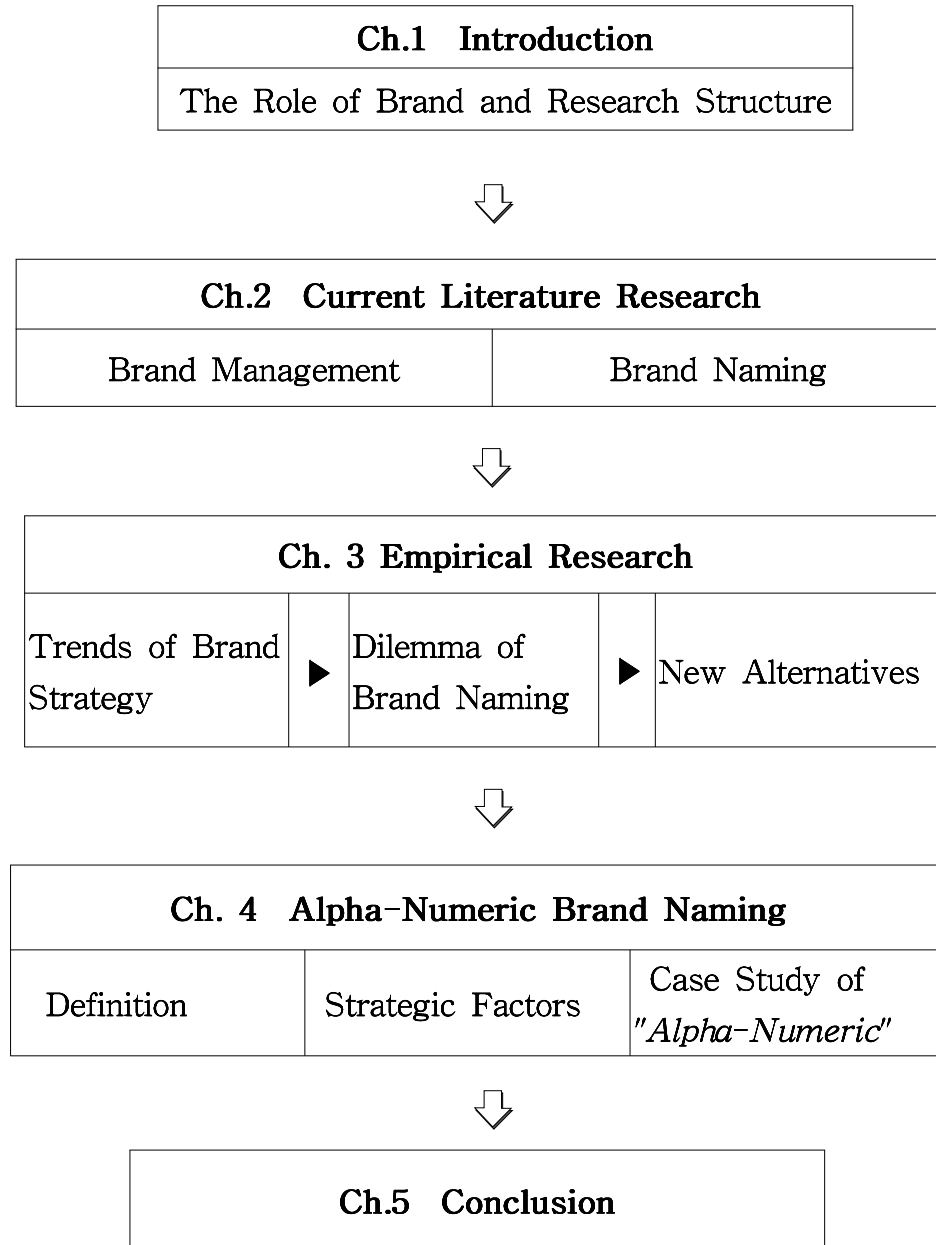 Ch.1 Introduction
The Role of Brand and Research Structure
Ch.2 Current Literature Research
Brand Management
Brand Naming
Ch. 3 Empirical Research
Trends of Brand
Strategy
Dilemma of
Brand Naming
New Alternatives
Ch. 4 Alpha-Numeric Brand Naming
Definition
Strategic Factors
Case Study of
"Alpha-Numeric"
Ch.5 Conclusion